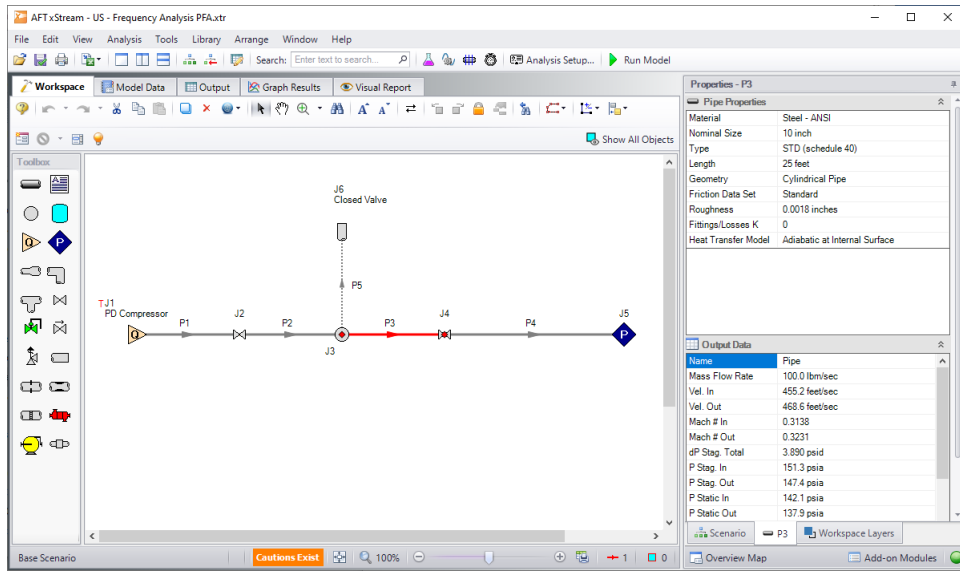 AFT xStream - US - Frequency Analysis PFA.xtr
File Edit View Analysis Tools Library Arrange Window Help
Search: Enter text to search... Analysis Setup... Run Model
Workspace Model Data Output Graph Results Visual Report
Show All Objects
Toolbox
J6
Closed Valve
P5
J1
PD Compressor
P1
J2
P2
P3
J4
P4
J5
J3
Q
P
Q
P
T
Base Scenario Cautions Exist 100% 1 0
Properties - P3
Pipe Properties
Material Steel - ANSI
Nominal Size 10 inch
Type STD (schedule 40)
Length 25 feet
Geometry Cylindrical Pipe
Friction Data Set Standard
Roughness 0.0018 inches
Fittings/Losses K 0
Heat Transfer Model Adiabatic at Internal Surface
Output Data
Name Pipe
Mass Flow Rate 100.0 lbm/sec
Vel. In 455.2 feet/sec
Vel. Out 468.6 feet/sec
Mach # In 0.3138
Mach # Out 0.3231
dP Stag. Total 3.890 psid
P Stag. In 151.3 psia
P Stag. Out 147.4 psia
P Static In 142.1 psia
P Static Out 137.9 psia
Scenario P3 Workspace Layers
Overview Map Add-on Modules